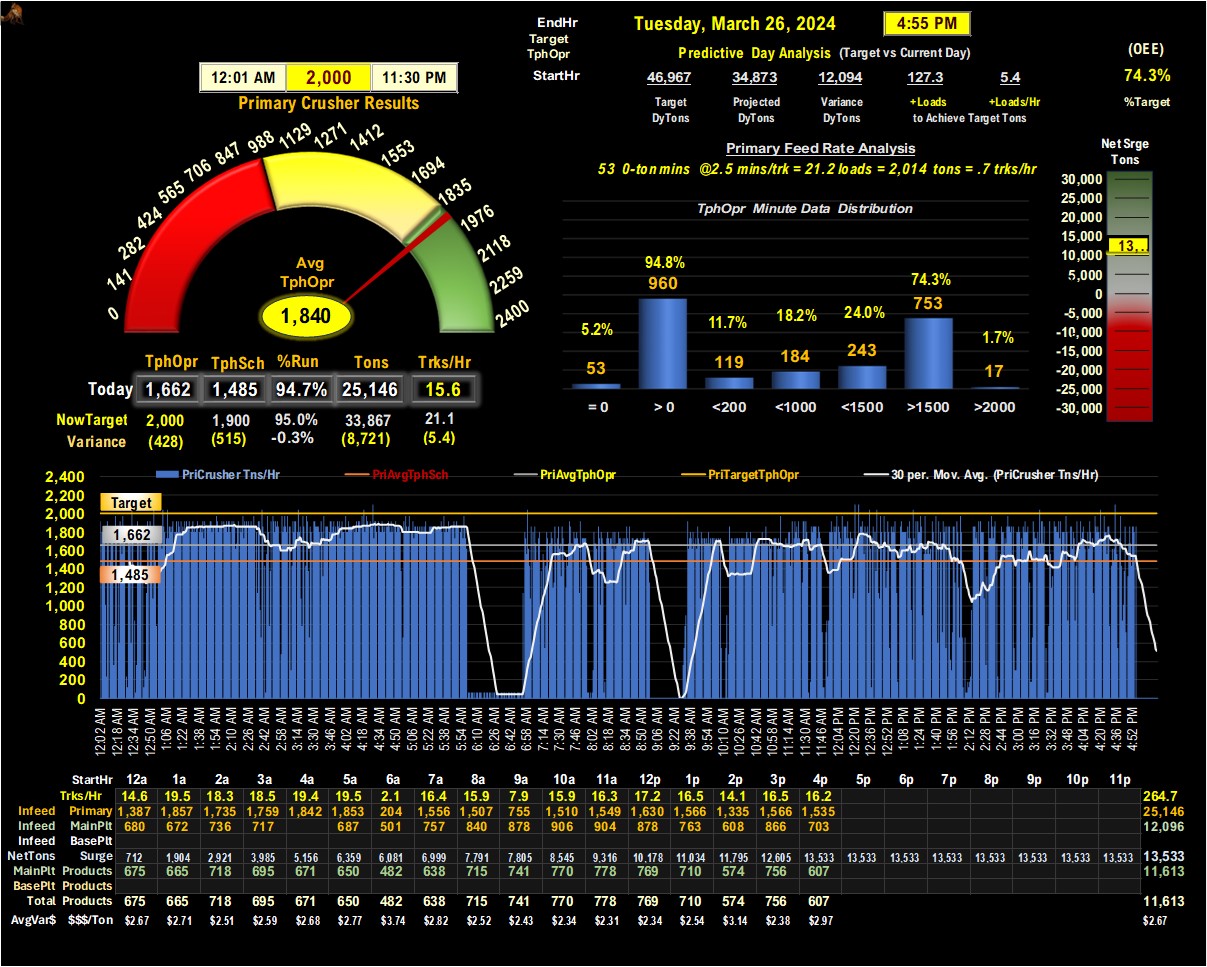 EndHr Tuesday, March 26, 2024 4:55 PM
Target
TphOpr Predictive Day Analysis (Target vs Current Day) (OEE)
StartHr 46,967 34,873 12,094 127.3 5.4 74.3%
Target Projected Variance +Loads +Loads/Hr %Target
DyTons DyTons DyTons to Achieve Target Tons
12:01 AM 2,000 11:30 PM
Primary Crusher Results
0 141 282 424 565 706 847 988 1129 1271 1412 1553 1694 1835 1976 2118 2259 2400
Avg
TphOpr
1,840
TphOpr TphSch %Run Tons Trks/Hr
Today 1,662 1,485 94.7% 25,146 15.6
NowTarget 2,000 1,900 95.0% 33,867 21.1
Variance (428) (515) -0.3% (8,721) (5.4)
Primary Feed Rate Analysis
53 0-ton mins @2.5 mins/trk = 21.2 loads = 2,014 tons = .7 trks/hr
TphOpr Minute Data Distribution
5.2% 94.8% 11.7% 18.2% 24.0% 74.3% 1.7%
53 960 119 184 243 753 17
= 0 > 0 <200 <1000 <1500 >1500 >2000
Net Srge
Tons
30,000
25,000
20,000
15,000
13,..
10,000
5,000
0
-5,000
-10,000
-15,000
-20,000
-25,000
-30,000
PriCrusher Tns/Hr PriAvgTphSch PriAvgTphOpr PriTargetTphOpr 30 per. Mov. Avg. (PriCrusher Tns/Hr)
2,400
2,200
2,000
1,800
1,600
1,400
1,200
1,000
800
600
400
200
0
Target
1,662
1,485
12:02 AM 12:18 AM 12:34 AM 12:50 AM 1:06 AM 1:22 AM 1:38 AM 1:54 AM 2:10 AM 2:26 AM 2:42 AM 2:58 AM 3:14 AM 3:30 AM 3:46 AM 4:02 AM 4:18 AM 4:34 AM 4:50 AM 5:06 AM 5:22 AM 5:38 AM 5:54 AM 6:10 AM 6:26 AM 6:42 AM 6:58 AM 7:14 AM 7:30 AM 7:46 AM 8:02 AM 8:18 AM 8:34 AM 8:50 AM 9:06 AM 9:22 AM 9:38 AM 9:54 AM 10:10 AM 10:26 AM 10:42 AM 10:58 AM 11:14 AM 11:30 AM 11:46 AM 12:04 PM 12:20 PM 12:36 PM 12:52 PM 1:08 PM 1:24 PM 1:40 PM 1:56 PM 2:12 PM 2:28 PM 2:44 PM 3:00 PM 3:16 PM 3:32 PM 3:48 PM 4:04 PM 4:20 PM 4:36 PM 4:52 PM
StartHr 12a 1a 2a 3a 4a 5a 6a 7a 8a 9a 10a 11a 12p 1p 2p 3p 4p 5p 6p 7p 8p 9p 10p 11p
Trks/Hr 14.6 19.5 18.3 18.5 19.4 19.5 2.1 16.4 15.9 7.9 15.9 16.3 17.2 16.5 14.1 16.5 16.2 264.7
Infeed Primary 1,387 1,857 1,735 1,759 1,842 1,853 204 1,556 1,507 755 1,510 1,549 1,630 1,566 1,335 1,566 1,535 25,146
Infeed MainPlt 680 672 736 717 687 501 757 840 878 906 904 878 763 608 866 703 12,096
Infeed BasePlt
NetTons Surge 712 1,904 2,921 3,985 5,156 6,359 6,081 6,999 7,791 7,805 8,545 9,316 10,178 11,034 11,795 12,605 13,533 13,533 13,533 13,533 13,533 13,533 13,533 13,533 13,533
MainPlt Products 675 665 718 695 671 650 482 638 715 741 770 778 769 710 574 756 607 11,613
BasePlt Products
Total Products 675 665 718 695 671 650 482 638 715 741 770 778 769 710 574 756 607 11,613
AvgVar$ $$$/Ton $2.67 $2.71 $2.51 $2.59 $2.68 $2.77 $3.74 $2.82 $2.52 $2.43 $2.34 $2.31 $2.34 $2.54 $3.14 $2.38 $2.97 $2.67